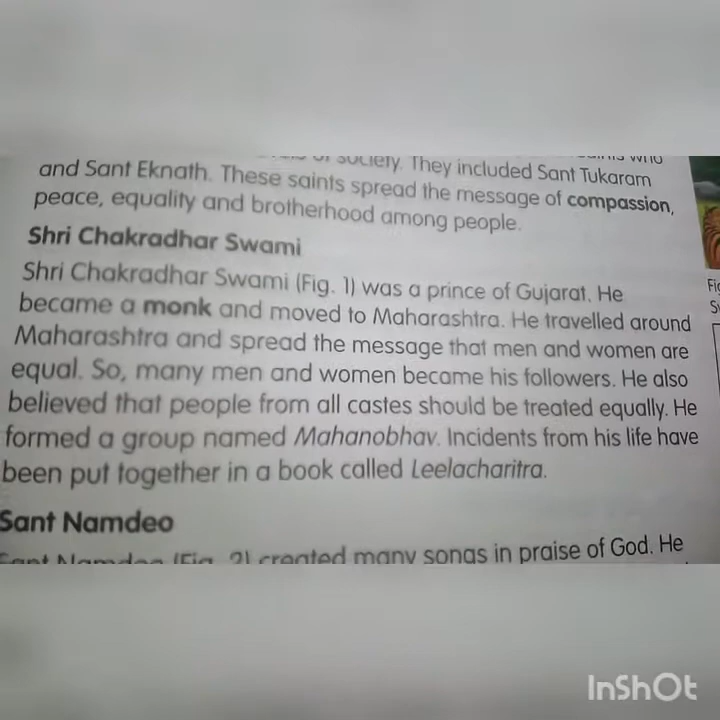 society. They included Sant Tukaram
and Sant Eknath. These saints spread the message of compassion,
peace, equality and brotherhood among people.
Shri Chakradhar Swami
Shri Chakradhar Swami (Fig. 1) was a prince of Gujarat. He
became a monk and moved to Maharashtra. He travelled around
Maharashtra and spread the message that men and women are
equal. So, many men and women became his followers. He also
believed that people from all castes should be treated equally. He
formed a group named Mahanobhav. Incidents from his life have
been put together in a book called Leelacharitra.
Sant Namdeo
Sant Namdeo (Fig. 2) created many songs in praise of God. He
InShOt